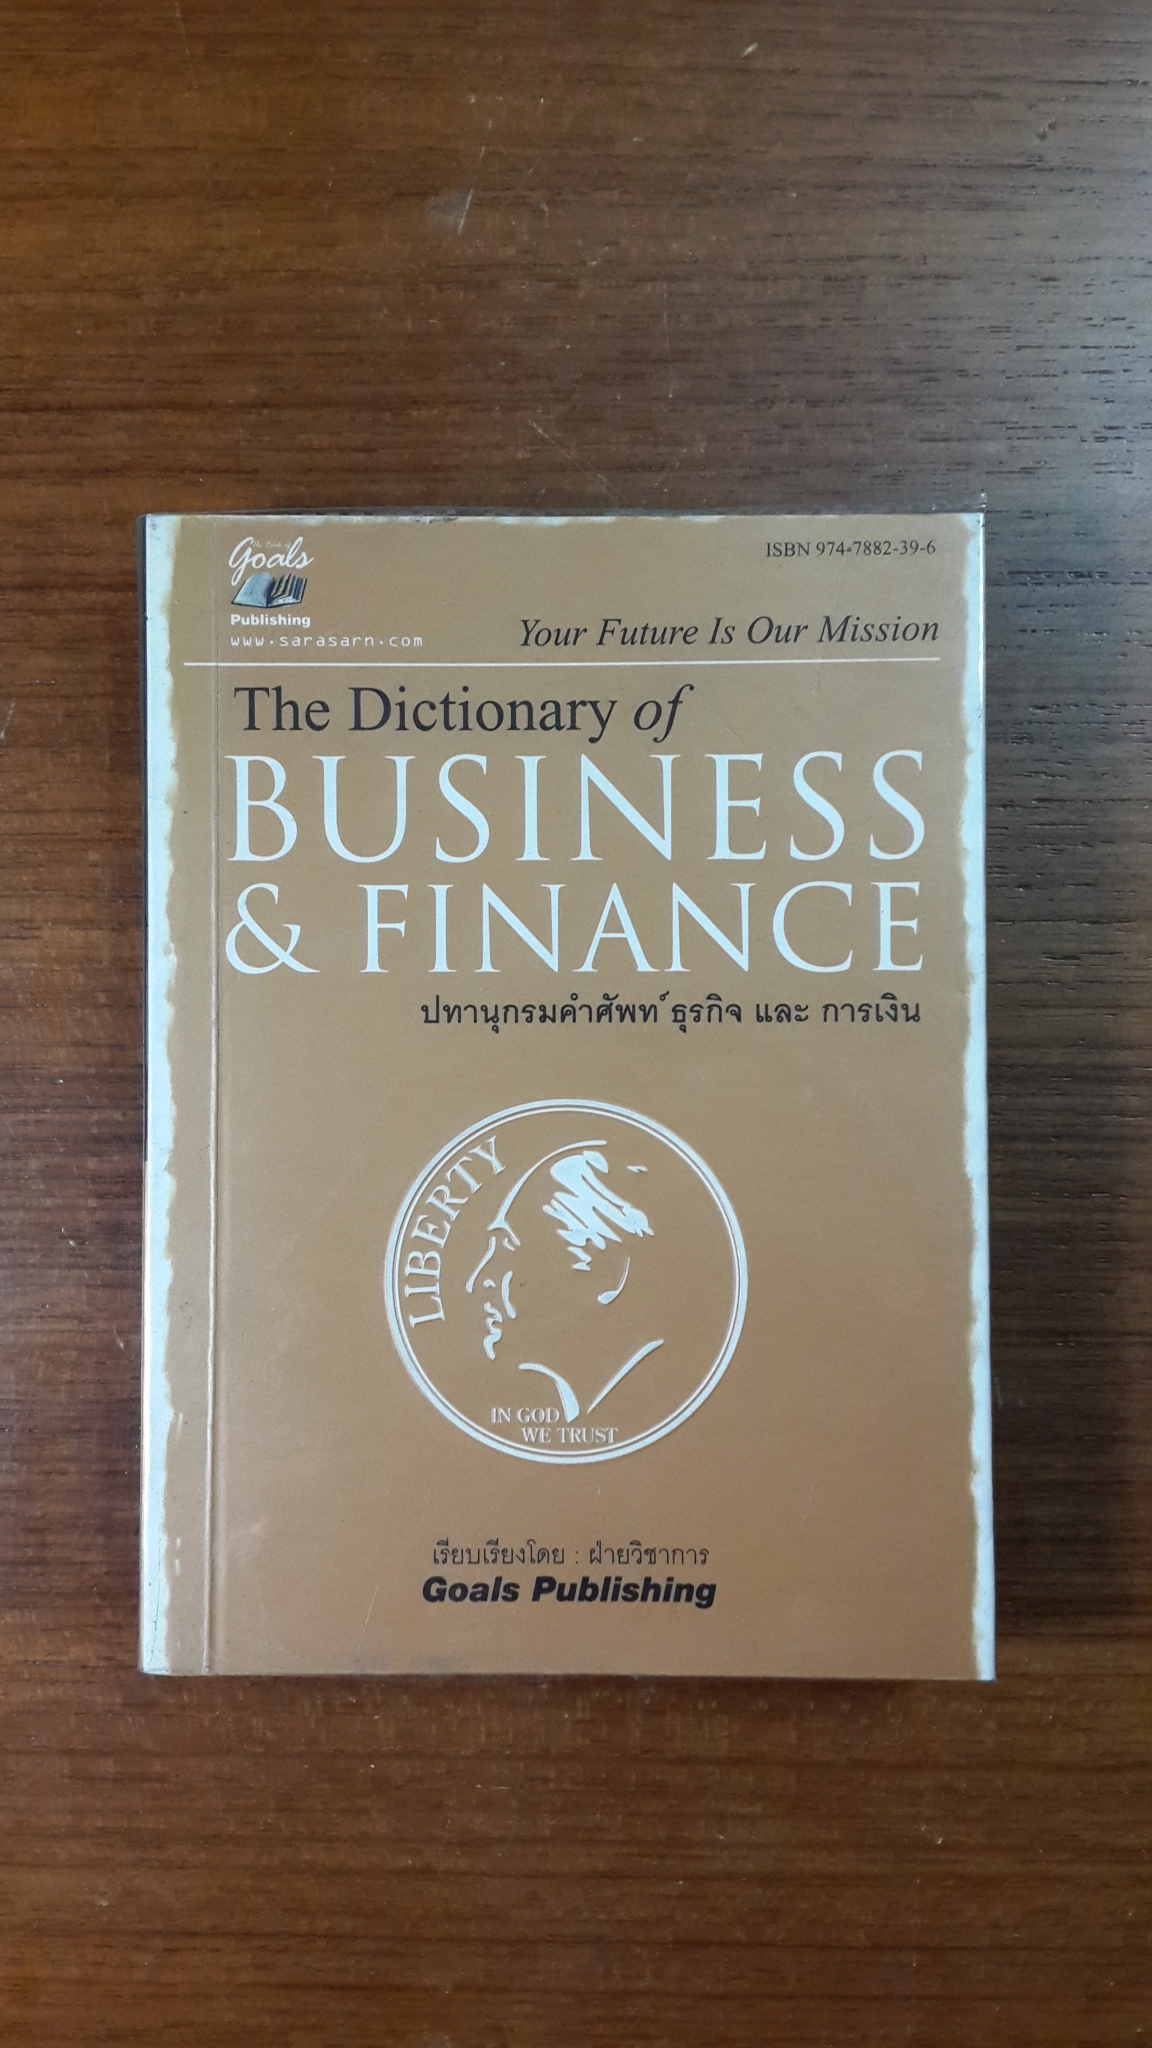 Goals
ISBN 974-7882-39-6
Publishing
www.sarasarn.com
Your Future Is Our Mission
The Dictionary of
BUSINESS
& FINANCE
ปทานุกรมคำศัพท์ธุรกิจ และ การเงิน
LIBERTY
IN GOD
WE TRUST
เรียบเรียงโดย : ฝ่ายวิชาการ
Goals Publishing